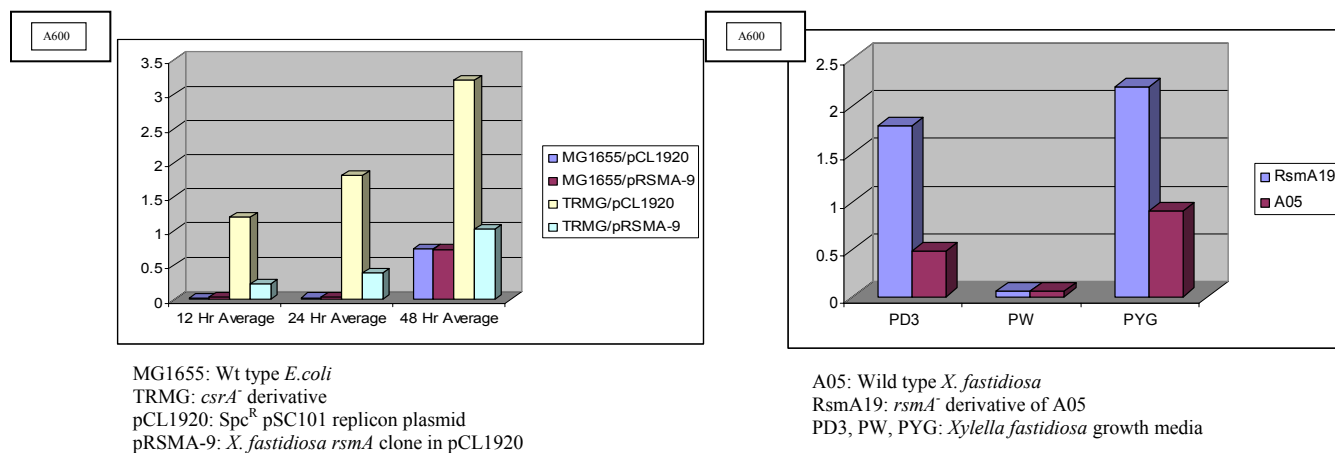 A600
3.5
3
2.5
2
1.5
1
0.5
0
12 Hr Average 24 Hr Average 48 Hr Average
MG1655/pCL1920
MG1655/pRSMA-9
TRMG/pCL1920
TRMG/pRSMA-9
MG1655: Wt type E.coli
TRMG: csrA⁻ derivative
pCL1920: Spcᴿ pSC101 replicon plasmid
pRSMA-9: X. fastidiosa rsmA clone in pCL1920
A600
2.5
2
1.5
1
0.5
0
PD3 PW PYG
RsmA19
A05
A05: Wild type X. fastidiosa
RsmA19: rsmA⁻ derivative of A05
PD3, PW, PYG: Xylella fastidiosa growth media